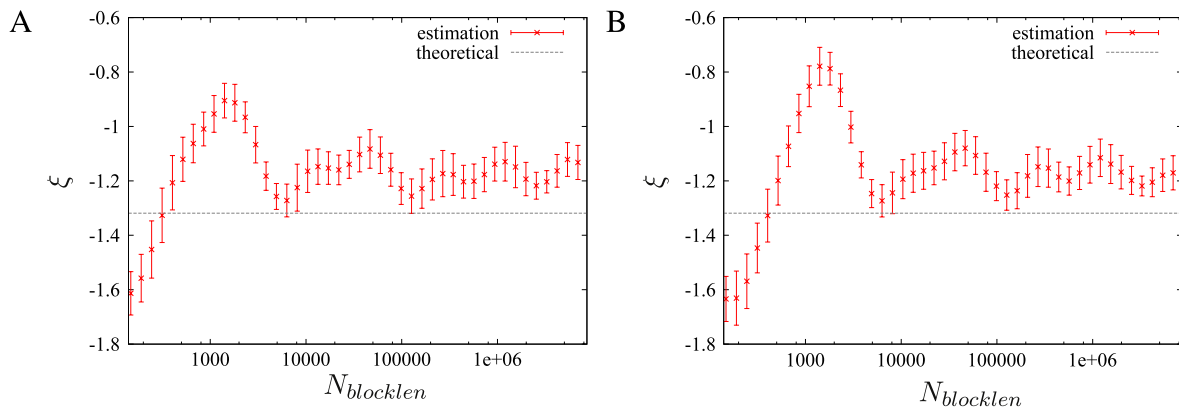 A
-0.6
-0.8
-1
-1.2
-1.4
-1.6
-1.8
ξ
estimation
theoretical
1000
10000
100000
1e+06
N_blocklen
B
-0.6
-0.8
-1
-1.2
-1.4
-1.6
-1.8
ξ
estimation
theoretical
1000
10000
100000
1e+06
N_blocklen